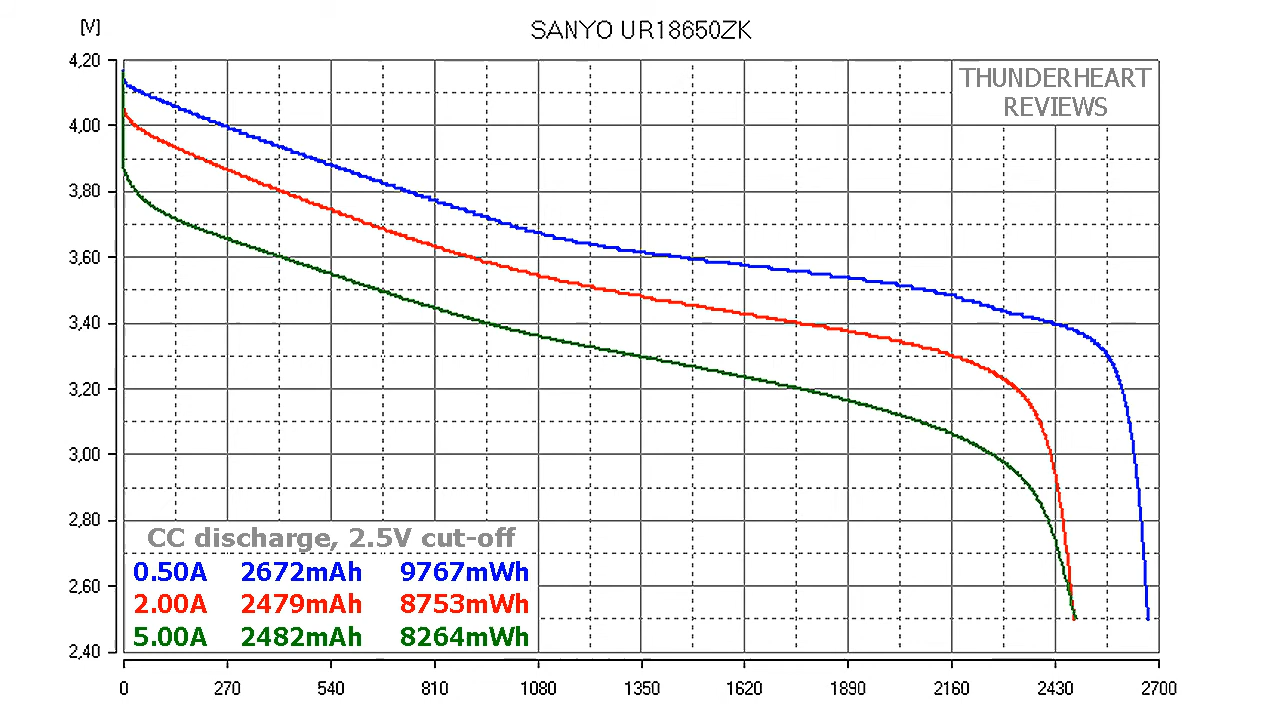 [V]
SANYO UR18650ZK
4,20
THUNDERHEART
REVIEWS
4,00
3,80
3,60
3,40
3,20
3,00
2,80
CC discharge, 2.5V cut-off
0.50A 2672mAh 9767mWh
2,60
2.00A 2479mAh 8753mWh
5.00A 2482mAh 8264mWh
2,40
0 270 540 810 1080 1350 1620 1890 2160 2430 2700